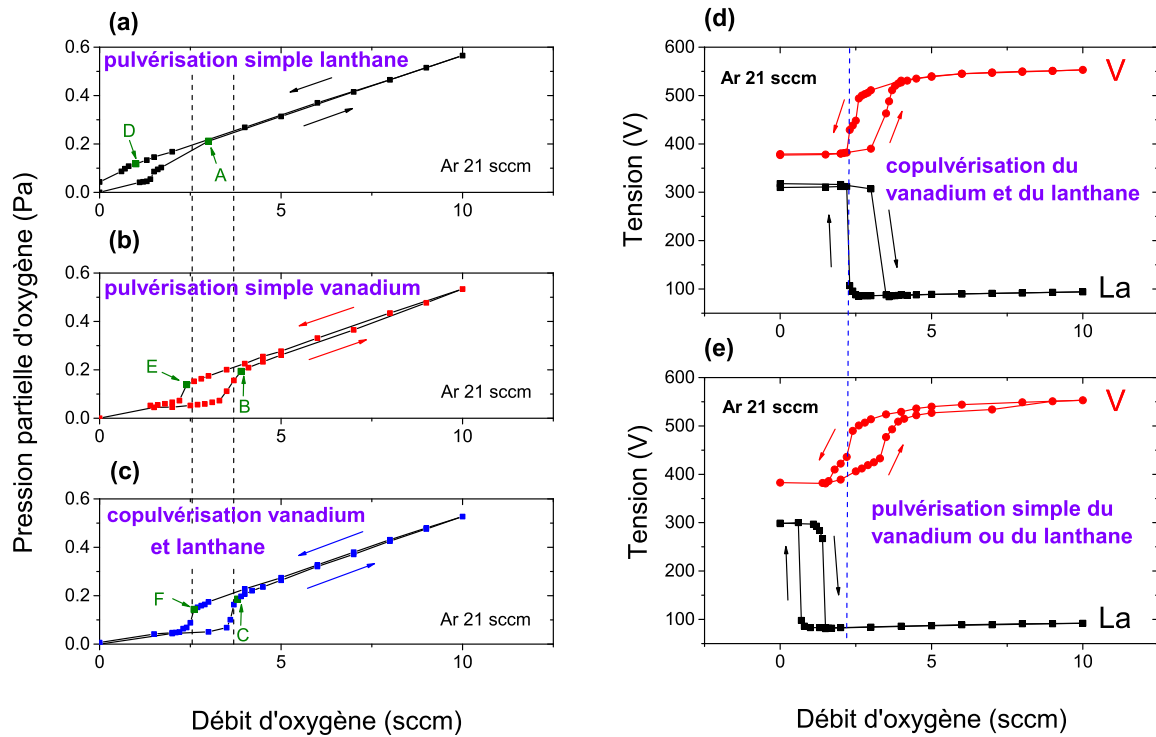 (a)
0.6
pulvérisation simple lanthane
0.4
D
0.2
A
Ar 21 sccm
0.0
0
5
10
(b)
0.6
pulvérisation simple vanadium
0.4
E
0.2
B
Ar 21 sccm
0.0
0
5
10
(c)
0.6
copulvérisation vanadium
et lanthane
0.4
F
0.2
C
Ar 21 sccm
0.0
0
5
10
Pression partielle d'oxygène (Pa)
Débit d'oxygène (sccm)
(d)
600
Ar 21 sccm
V
500
400
copulvérisation du
vanadium et du lanthane
300
200
100
La
0
5
10
Tension (V)
(e)
600
Ar 21 sccm
V
500
400
pulvérisation simple du
vanadium ou du lanthane
300
200
100
La
0
5
10
Tension (V)
Débit d'oxygène (sccm)